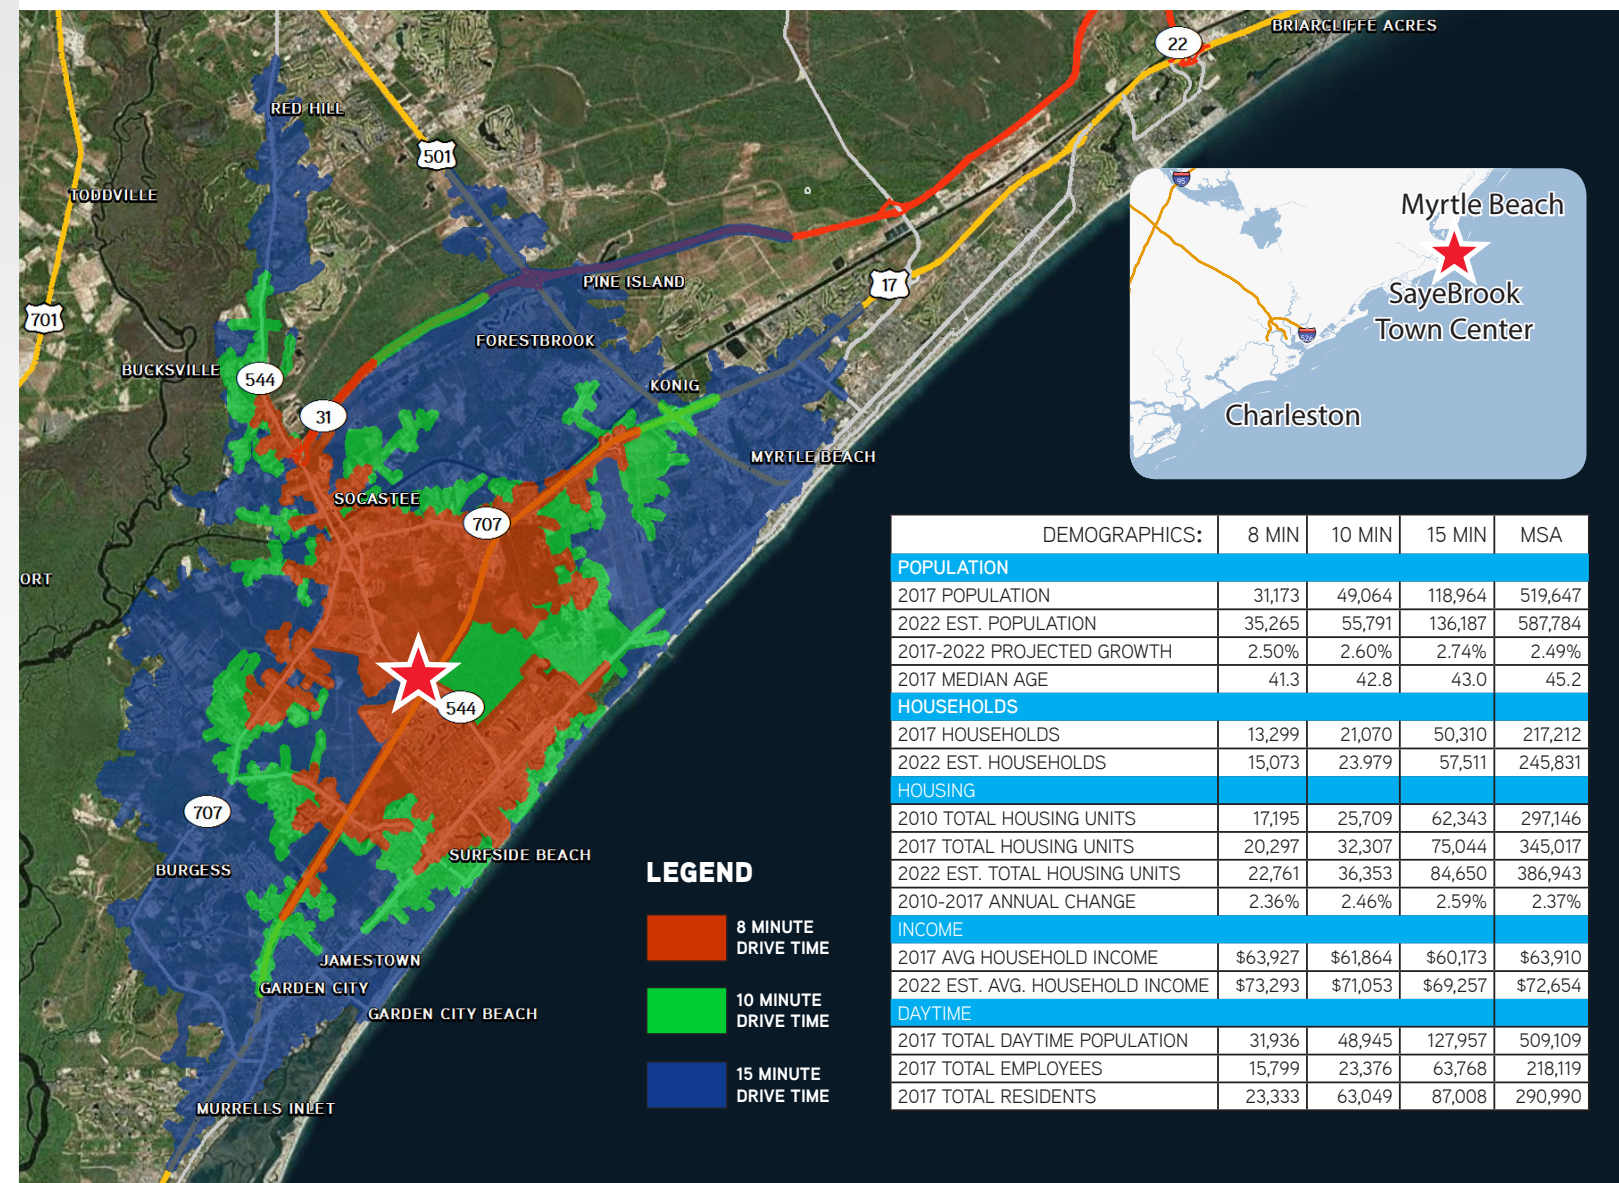 22
BRIARCLIFFE ACRES
RED HILL
501
TODDVILLE
95
Myrtle Beach
PINE ISLAND
17
SayeBrook
Town Center
701
FORESTBROOK
526
BUCKSVILLE
544
KONIG
31
Charleston
MYRTLE BEACH
SOCASTEE
707
ORT
544
707
SURFSIDE BEACH
BURGESS
JAMESTOWN
GARDEN CITY
GARDEN CITY BEACH
MURRELLS INLET
LEGEND
8 MINUTE
DRIVE TIME
10 MINUTE
DRIVE TIME
15 MINUTE
DRIVE TIME
DEMOGRAPHICS: 8 MIN 10 MIN 15 MIN MSA
POPULATION
2017 POPULATION 31,173 49,064 118,964 519,647
2022 EST. POPULATION 35,265 55,791 136,187 587,784
2017-2022 PROJECTED GROWTH 2.50% 2.60% 2.74% 2.49%
2017 MEDIAN AGE 41.3 42.8 43.0 45.2
HOUSEHOLDS
2017 HOUSEHOLDS 13,299 21,070 50,310 217,212
2022 EST. HOUSEHOLDS 15,073 23.979 57,511 245,831
HOUSING
2010 TOTAL HOUSING UNITS 17,195 25,709 62,343 297,146
2017 TOTAL HOUSING UNITS 20,297 32,307 75,044 345,017
2022 EST. TOTAL HOUSING UNITS 22,761 36,353 84,650 386,943
2010-2017 ANNUAL CHANGE 2.36% 2.46% 2.59% 2.37%
INCOME
2017 AVG HOUSEHOLD INCOME $63,927 $61,864 $60,173 $63,910
2022 EST. AVG. HOUSEHOLD INCOME $73,293 $71,053 $69,257 $72,654
DAYTIME
2017 TOTAL DAYTIME POPULATION 31,936 48,945 127,957 509,109
2017 TOTAL EMPLOYEES 15,799 23,376 63,768 218,119
2017 TOTAL RESIDENTS 23,333 63,049 87,008 290,990